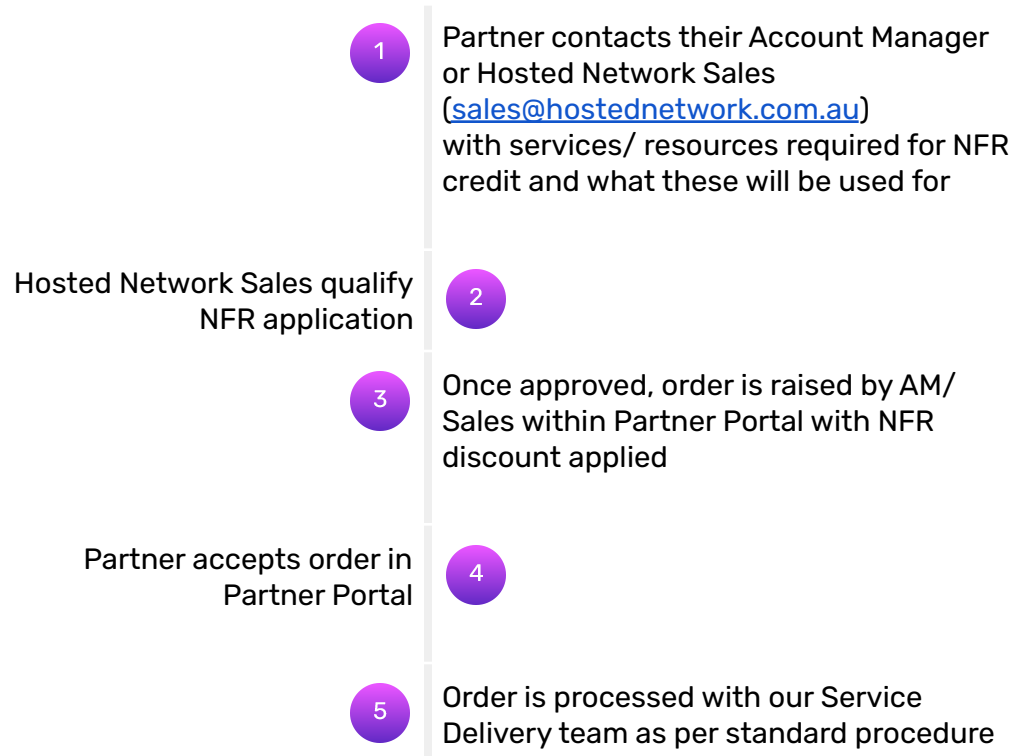 1
Partner contacts their Account Manager
or Hosted Network Sales
(sales@hostednetwork.com.au)
with services/ resources required for NFR
credit and what these will be used for
Hosted Network Sales qualify
NFR application
2
3
Once approved, order is raised by AM/
Sales within Partner Portal with NFR
discount applied
Partner accepts order in
Partner Portal
4
5
Order is processed with our Service
Delivery team as per standard procedure